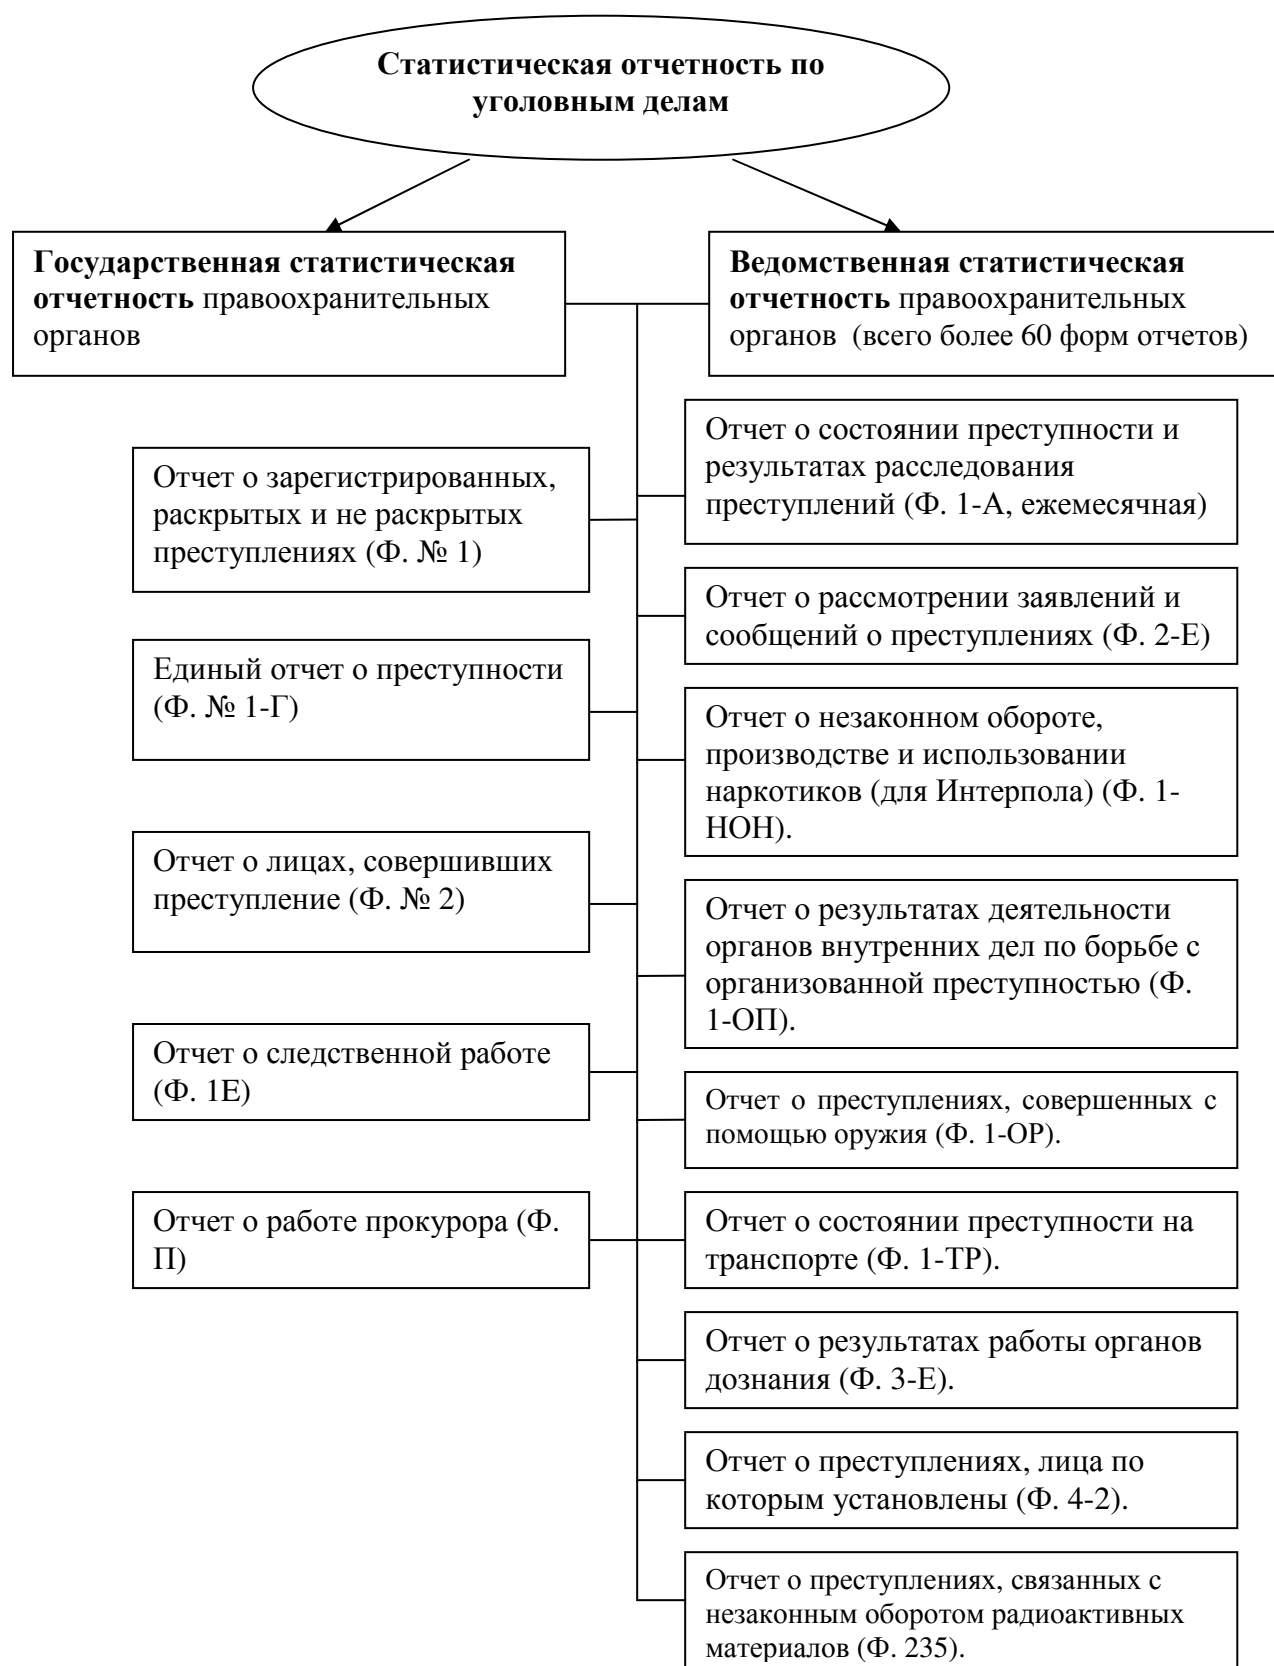 Статистическая отчетность по
уголовным делам
Государственная статистическая
отчетность правоохранительных
органов
Ведомственная статистическая
отчетность правоохранительных
органов  (всего более 60 форм отчетов)
Отчет о зарегистрированных,
раскрытых и не раскрытых
преступлениях (Ф. № 1)
Единый отчет о преступности
(Ф. № 1-Г)
Отчет о лицах, совершивших
преступление (Ф. № 2)
Отчет о следственной работе
(Ф. 1Е)
Отчет о работе прокурора (Ф.
П)
Отчет о состоянии преступности и
результатах расследования
преступлений (Ф. 1-А, ежемесячная)
Отчет о рассмотрении заявлений и
сообщений о преступлениях (Ф. 2-Е)
Отчет о незаконном обороте,
производстве и использовании
наркотиков (для Интерпола) (Ф. 1-
НОН).
Отчет о результатах деятельности
органов внутренних дел по борьбе с
организованной преступностью (Ф.
1-ОП).
Отчет о преступлениях, совершенных с
помощью оружия (Ф. 1-ОР).
Отчет о состоянии преступности на
транспорте (Ф. 1-ТР).
Отчет о результатах работы органов
дознания (Ф. 3-Е).
Отчет о преступлениях, лица по
которым установлены (Ф. 4-2).
Отчет о преступлениях, связанных с
незаконным оборотом радиоактивных
материалов (Ф. 235).